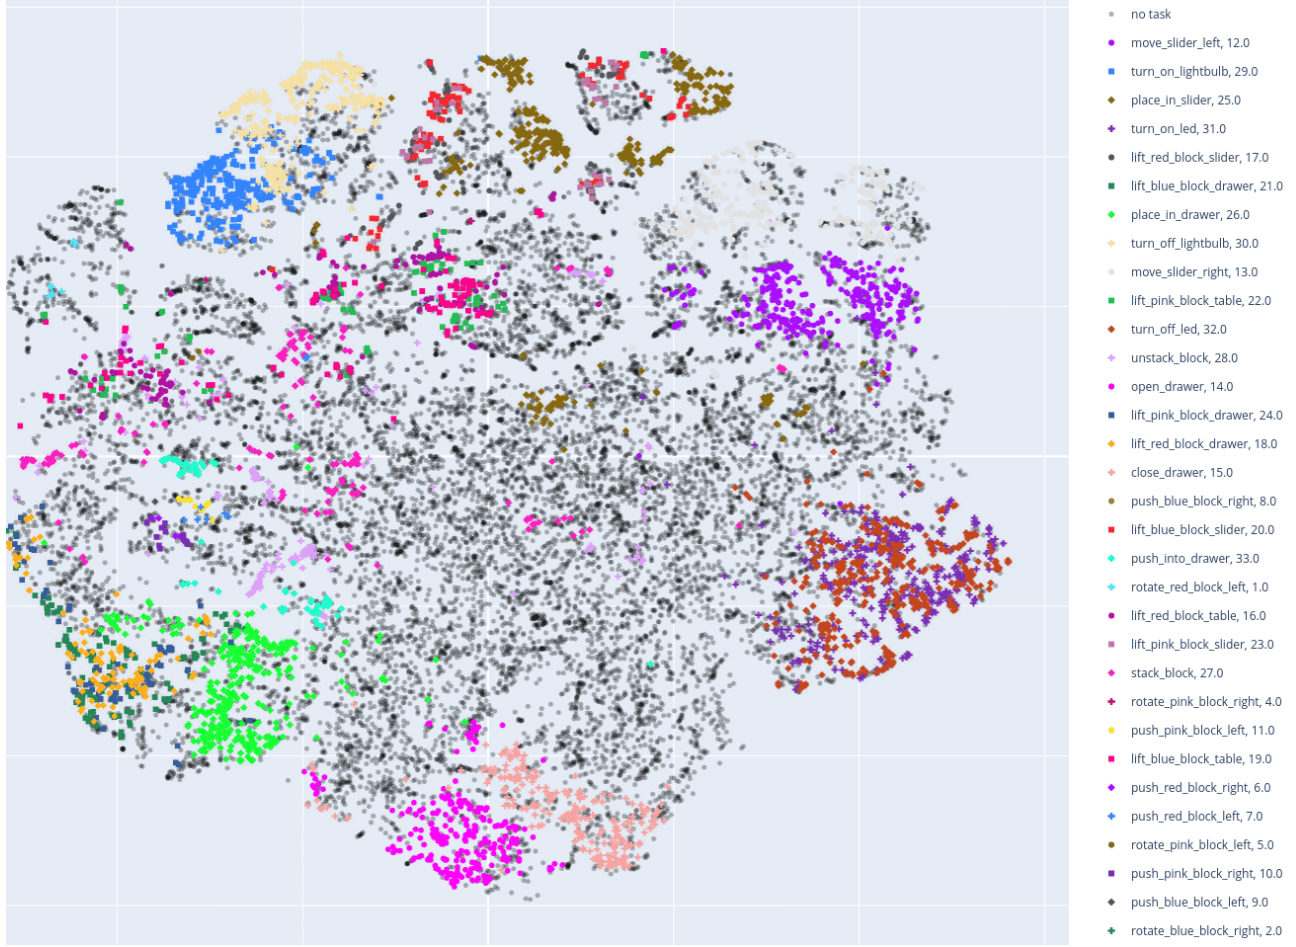 no task
move_slider_left, 12.0
turn_on_lightbulb, 29.0
place_in_slider, 25.0
turn_on_led, 31.0
lift_red_block_slider, 17.0
lift_blue_block_drawer, 21.0
place_in_drawer, 26.0
turn_off_lightbulb, 30.0
move_slider_right, 13.0
lift_pink_block_table, 22.0
turn_off_led, 32.0
unstack_block, 28.0
open_drawer, 14.0
lift_pink_block_drawer, 24.0
lift_red_block_drawer, 18.0
close_drawer, 15.0
push_blue_block_right, 8.0
lift_blue_block_slider, 20.0
push_into_drawer, 33.0
rotate_red_block_left, 1.0
lift_red_block_table, 16.0
lift_pink_block_slider, 23.0
stack_block, 27.0
rotate_pink_block_right, 4.0
push_pink_block_left, 11.0
lift_blue_block_table, 19.0
push_red_block_right, 6.0
push_red_block_left, 7.0
rotate_pink_block_left, 5.0
push_pink_block_right, 10.0
push_blue_block_left, 9.0
rotate_blue_block_right, 2.0